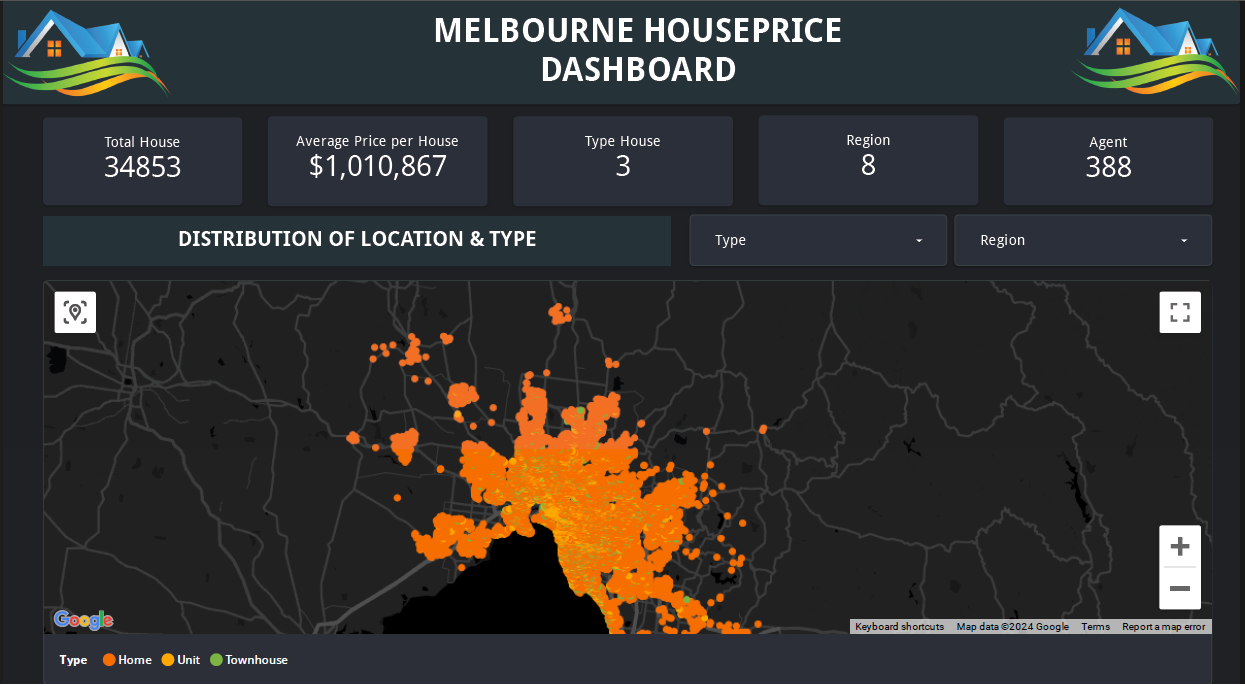 MELBOURNE HOUSEPRICE
DASHBOARD
Total House
34853
Average Price per House
$1,010,867
Type House
3
Region
8
Agent
388
DISTRIBUTION OF LOCATION & TYPE
Type
Region
Google
Keyboard shortcuts Map data ©2024 Google Terms Report a map error
Type Home Unit Townhouse